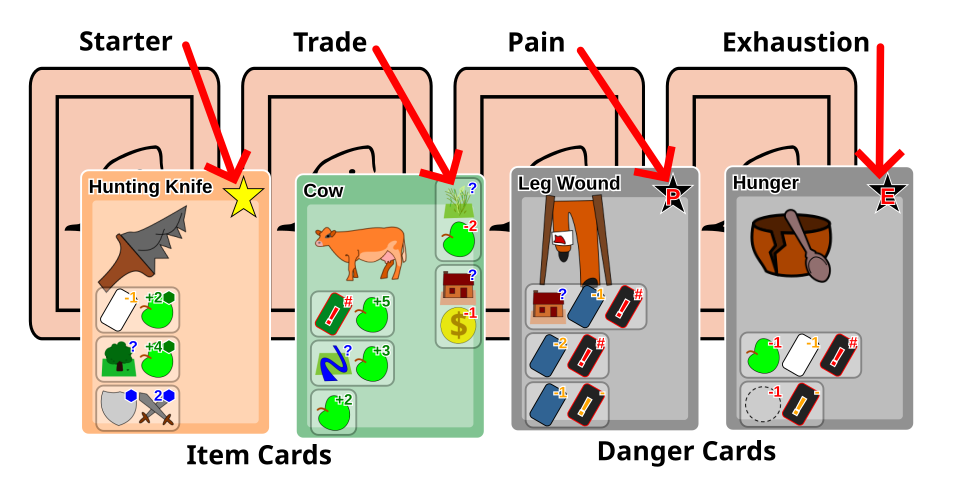 Starter Trade Pain Exhaustion
Hunting Knife
-1 +2
? +4
2
Cow
?
-2
?
-1
$
# +5
? +3
+2
Leg Wound
P
? -1 #
! 
-2 #
!
-1 -
!
Hunger
E
-1 -1 #
!
-1 -
!
Item Cards Danger Cards